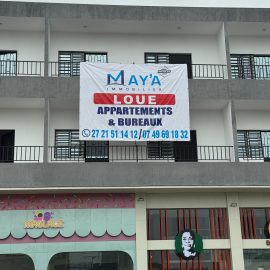 MAY'A
IMMOBILIER
LOUE
APPARTEMENTS
& BUREAUX
27 21 51 14 12 / 07 49 69 18 32